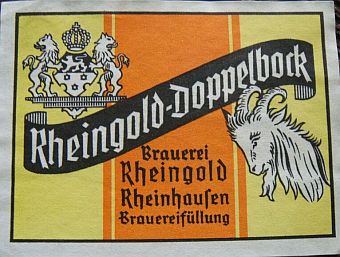 Rheingold-Doppelbock
Brauerei
Rheingold
Rheinhausen
Brauereifüllung